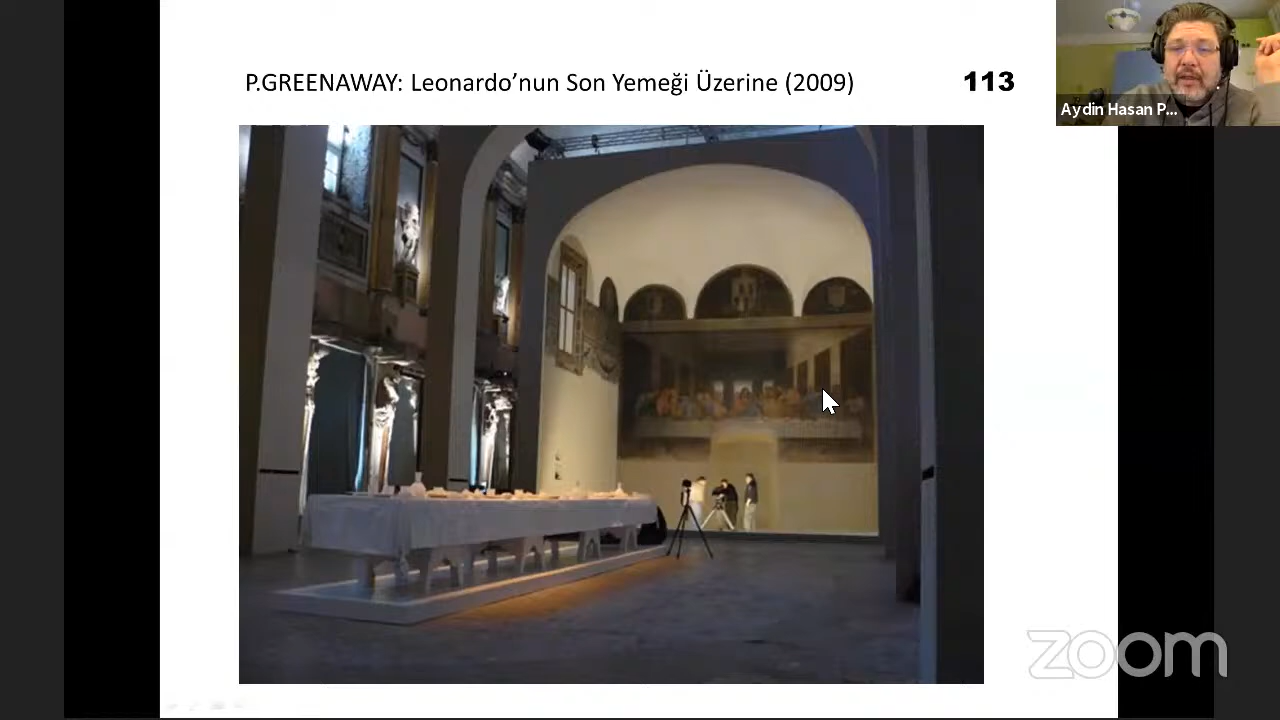 P.GREENAWAY: Leonardo’nun Son Yemeği Üzerine (2009)
113
Aydin Hasan P...
zoom